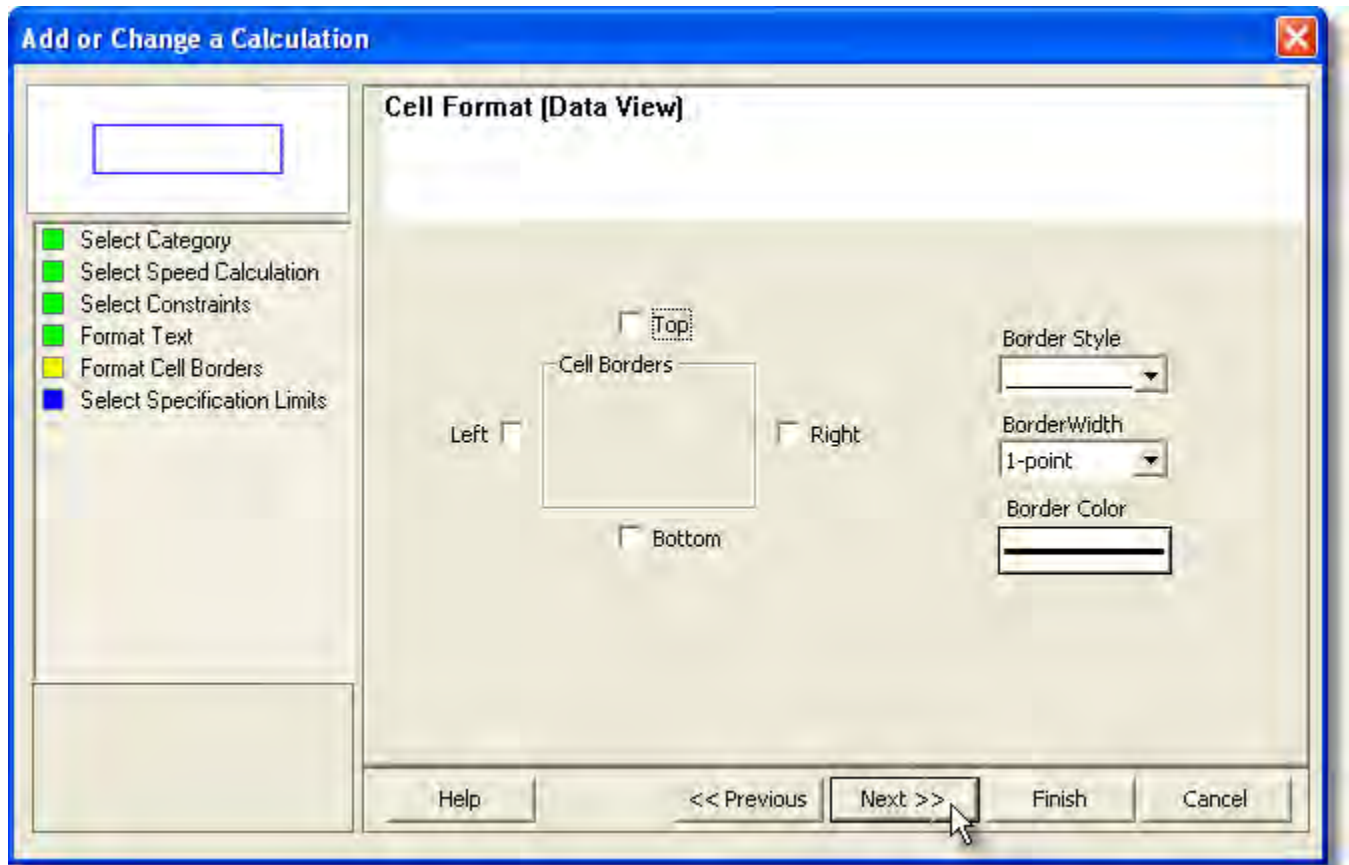 Add or Change a Calculation
Cell Format (Data View)
Select Category
Select Speed Calculation
Select Constraints
Format Text
Format Cell Borders
Select Specification Limits
Top
Cell Borders
Left
Right
Bottom
Border Style
BorderWidth
1-point
Border Color
Help
<< Previous
Next >>
Finish
Cancel